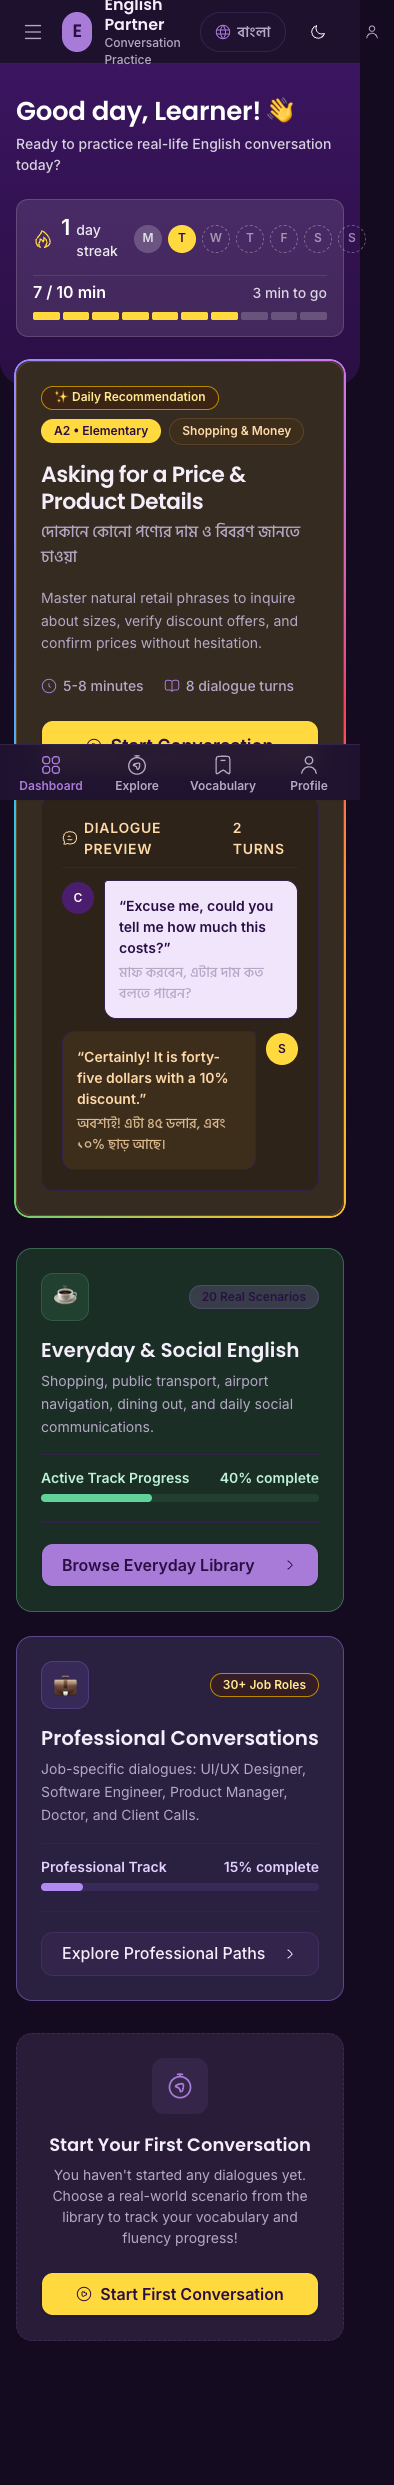 English
Partner
Conversation
Practice
E
বাংলা
Good day, Learner! 👋
Ready to practice real-life English conversation
today?
1 day
streak
M T W T F S S
7 / 10 min
3 min to go
✨ Daily Recommendation
A2 • Elementary
Shopping & Money
Asking for a Price &
Product Details
দোকানে কোনো পণ্যের দাম ও বিবরণ জানতে
চাওয়া
Master natural retail phrases to inquire
about sizes, verify discount offers, and
confirm prices without hesitation.
5-8 minutes
8 dialogue turns
Start Conversation
Dashboard
Explore
Vocabulary
Profile
DIALOGUE
PREVIEW
2
TURNS
C
“Excuse me, could you
tell me how much this
costs?”
মাফ করবেন, এটার দাম কত
বলতে পারেন?
S
“Certainly! It is forty-
five dollars with a 10%
discount.”
অবশ্যই! এটা ৪৫ ডলার, এবং
১০% ছাড় আছে।
20 Real Scenarios
Everyday & Social English
Shopping, public transport, airport
navigation, dining out, and daily social
communications.
Active Track Progress
40% complete
Browse Everyday Library
30+ Job Roles
Professional Conversations
Job-specific dialogues: UI/UX Designer,
Software Engineer, Product Manager,
Doctor, and Client Calls.
Professional Track
15% complete
Explore Professional Paths
Start Your First Conversation
You haven't started any dialogues yet.
Choose a real-world scenario from the
library to track your vocabulary and
fluency progress!
Start First Conversation